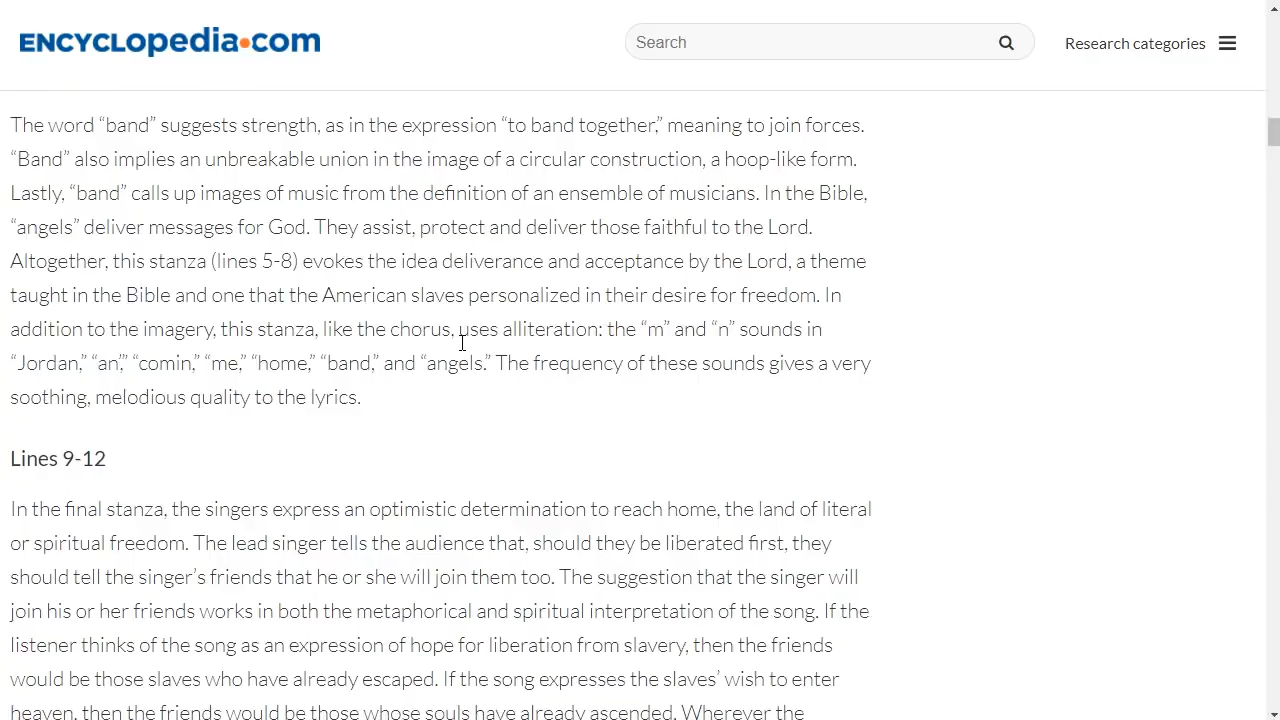 ENCYCLopedia.com
Search
Research categories
The word “band” suggests strength, as in the expression “to band together,” meaning to join forces.
“Band” also implies an unbreakable union in the image of a circular construction, a hoop-like form.
Lastly, “band” calls up images of music from the definition of an ensemble of musicians. In the Bible,
“angels” deliver messages for God. They assist, protect and deliver those faithful to the Lord.
Altogether, this stanza (lines 5-8) evokes the idea deliverance and acceptance by the Lord, a theme
taught in the Bible and one that the American slaves personalized in their desire for freedom. In
addition to the imagery, this stanza, like the chorus, uses alliteration: the “m” and “n” sounds in
“Jordan,” “an’,” “comin,” “me,” “home,” “band,” and “angels.” The frequency of these sounds gives a very
soothing, melodious quality to the lyrics.
Lines 9-12
In the final stanza, the singers express an optimistic determination to reach home, the land of literal
or spiritual freedom. The lead singer tells the audience that, should they be liberated first, they
should tell the singer’s friends that he or she will join them too. The suggestion that the singer will
join his or her friends works in both the metaphorical and spiritual interpretation of the song. If the
listener thinks of the song as an expression of hope for liberation from slavery, then the friends
would be those slaves who have already escaped. If the song expresses the slaves’ wish to enter
heaven, then the friends would be those whose souls have already ascended. Wherever the